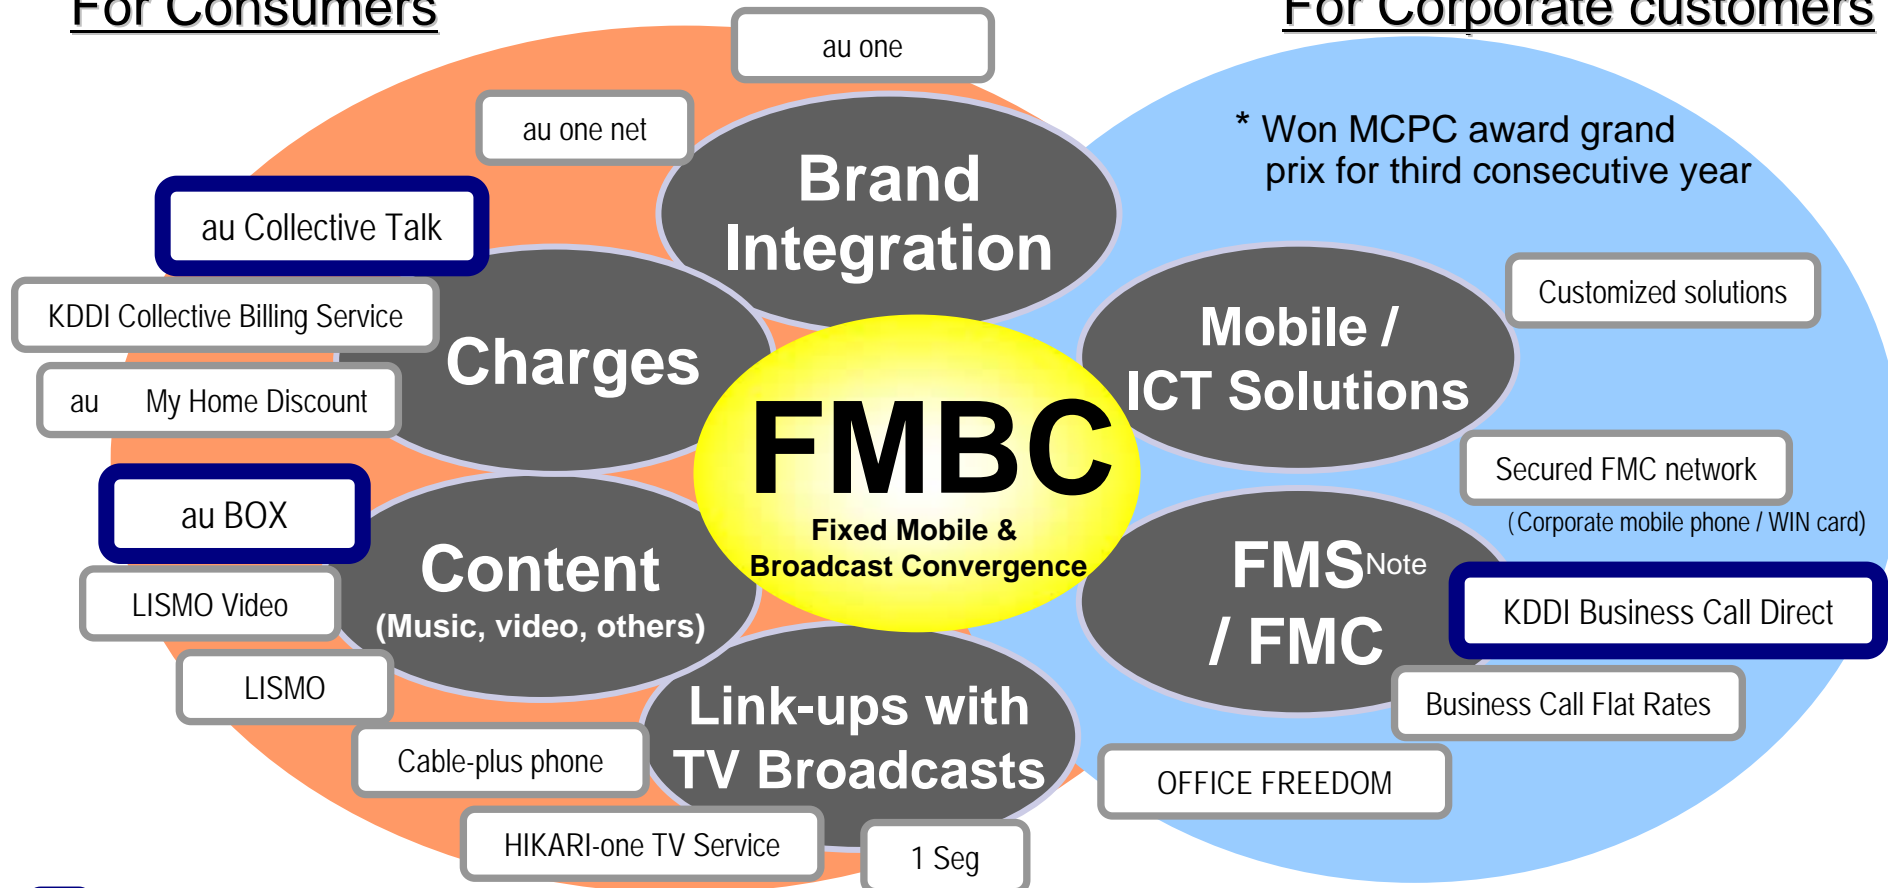 For Consumers
For Corporate customers
au one
au one net
* Won MCPC award grand
prix for third consecutive year
Brand
Integration
au Collective Talk
KDDI Collective Billing Service
Charges
au My Home Discount
Mobile /
ICT Solutions
Customized solutions
FMBC
Fixed Mobile &
Broadcast Convergence
Secured FMC network
(Corporate mobile phone / WIN card)
au BOX
Content
(Music, video, others)
LISMO Video
LISMO
FMS Note
/ FMC
KDDI Business Call Direct
Business Call Flat Rates
Link-ups with
TV Broadcasts
Cable-plus phone
OFFICE FREEDOM
HIKARI-one TV Service
1 Seg